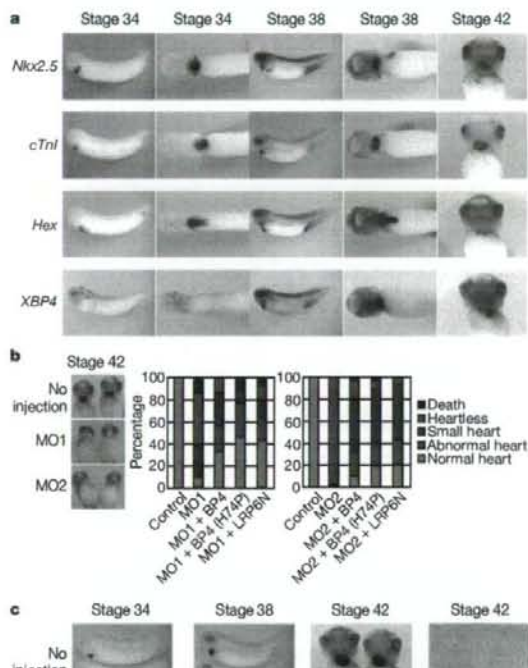 a
Stage 34 Stage 34 Stage 38 Stage 38 Stage 42
Nkx2.5
cTnI
Hex
XBP4
b
Stage 42
No injection
MO1
MO2
Percentage
100
80
60
40
20
0
Control
MO1
MO1 + BP4
MO1 + BP4 (H74P)
MO1 + LRP6N
100
80
60
40
20
0
Control
MO2
MO2 + BP4
MO2 + BP4 (H74P)
MO2 + LRP6N
Death
Heartless
Small heart
Abnormal heart
Normal heart
c
Stage 34 Stage 38 Stage 42 Stage 42
No
injection